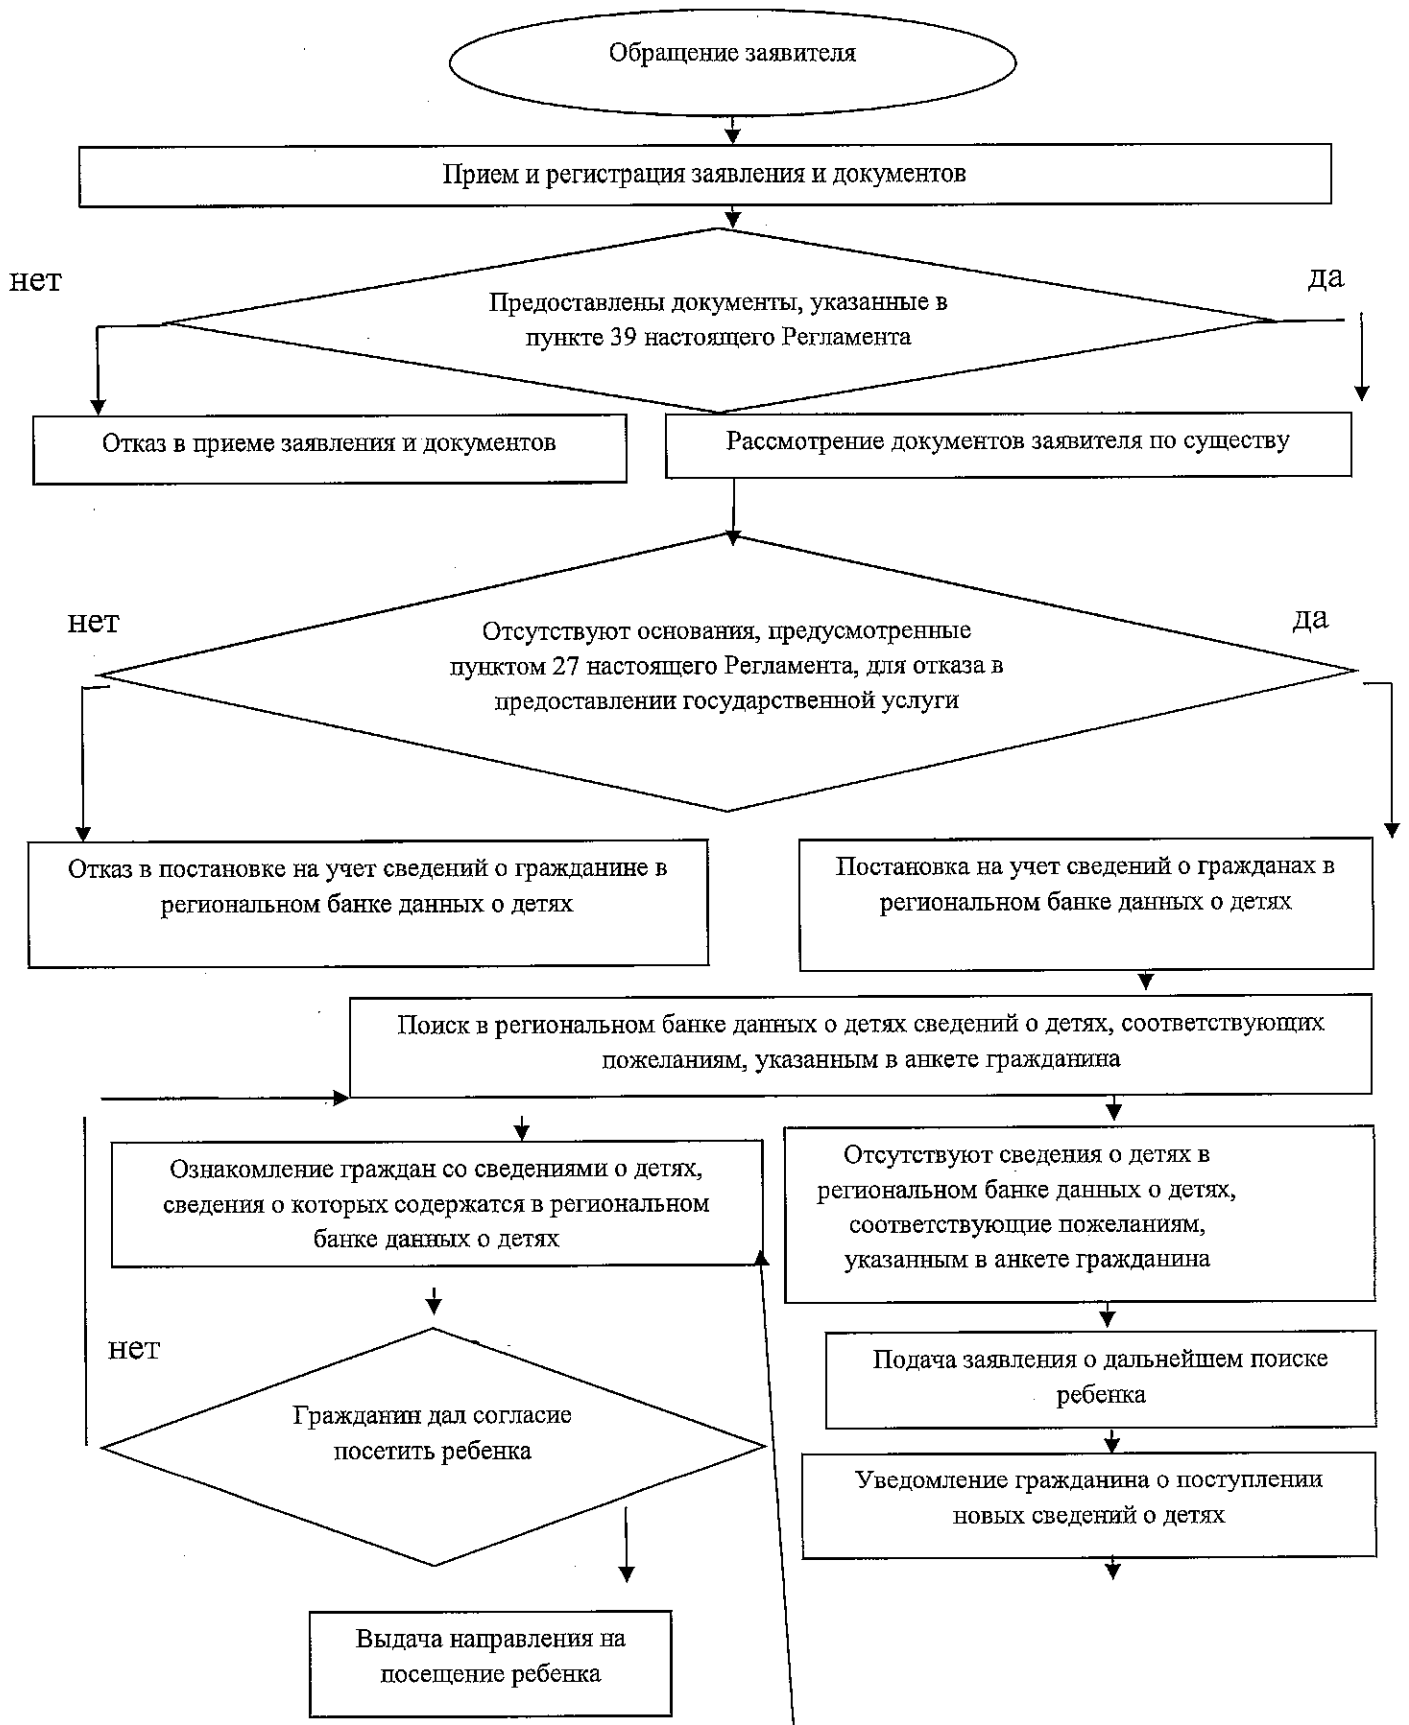 Обращение заявителя
Прием и регистрация заявления и документов
нет
да
Предоставлены документы, указанные в
пункте 39 настоящего Регламента
Отказ в приеме заявления и документов
Рассмотрение документов заявителя по существу
нет
да
Отсутствуют основания, предусмотренные
пунктом 27 настоящего Регламента, для отказа в
предоставлении государственной услуги
Отказ в постановке на учет сведений о гражданине в
региональном банке данных о детях
Постановка на учет сведений о гражданах в
региональном банке данных о детях
Поиск в региональном банке данных о детях сведений о детях, соответствующих
пожеланиям, указанным в анкете гражданина
Ознакомление граждан со сведениями о детях,
сведения о которых содержатся в региональном
банке данных о детях
Отсутствуют сведения о детях в
региональном банке данных о детях,
соответствующие пожеланиям,
указанным в анкете гражданина
нет
Гражданин дал согласие
посетить ребенка
Подача заявления о дальнейшем поиске
ребенка
Уведомление гражданина о поступлении
новых сведений о детях
Выдача направления на
посещение ребенка